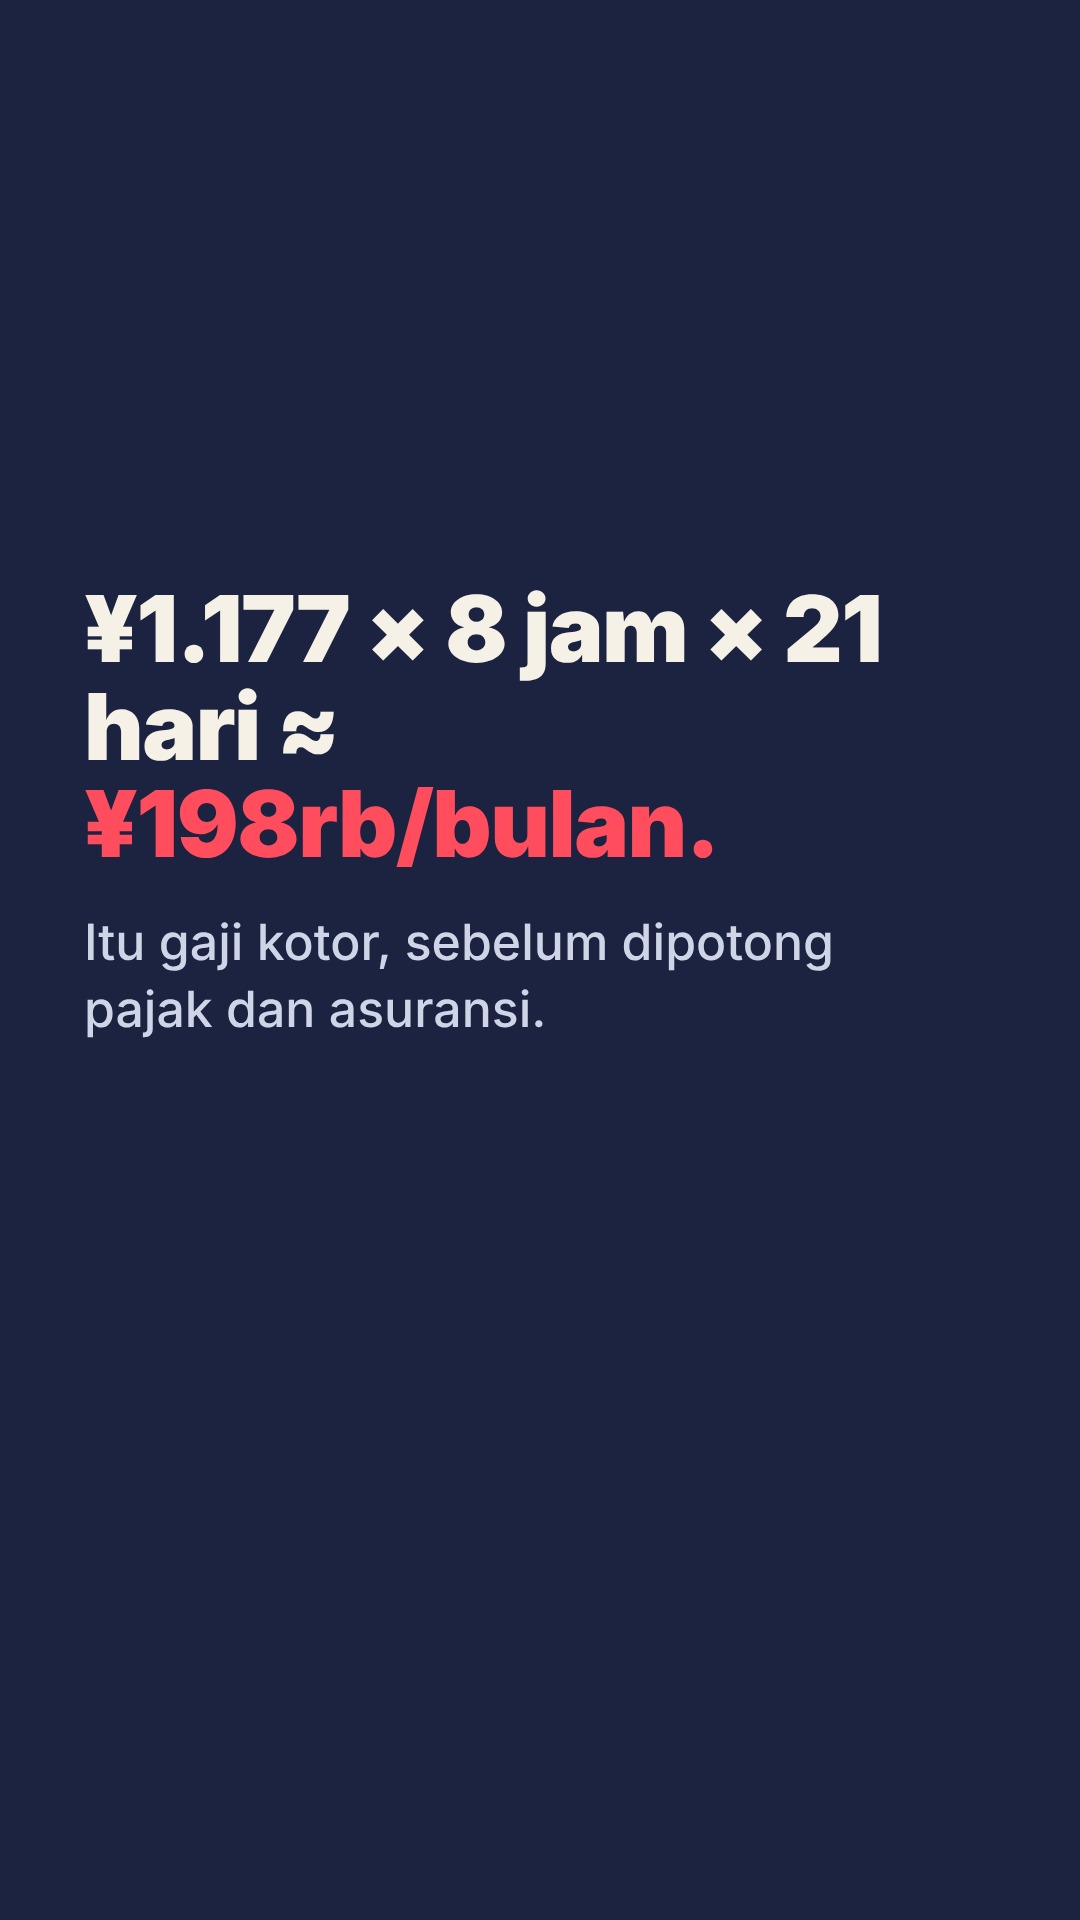 ¥1.177 × 8 jam × 21
hari ≈
¥198rb/bulan.
Itu gaji kotor, sebelum dipotong
pajak dan asuransi.